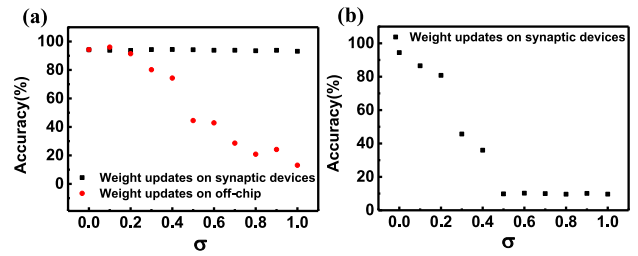 (a)
Accuracy(%)
100
80
60
40
20
0
Weight updates on synaptic devices
Weight updates on off-chip
0.0 0.2 0.4 0.6 0.8 1.0
σ
(b)
Accuracy(%)
100
80
60
40
20
0
Weight updates on synaptic devices
0.0 0.2 0.4 0.6 0.8 1.0
σ